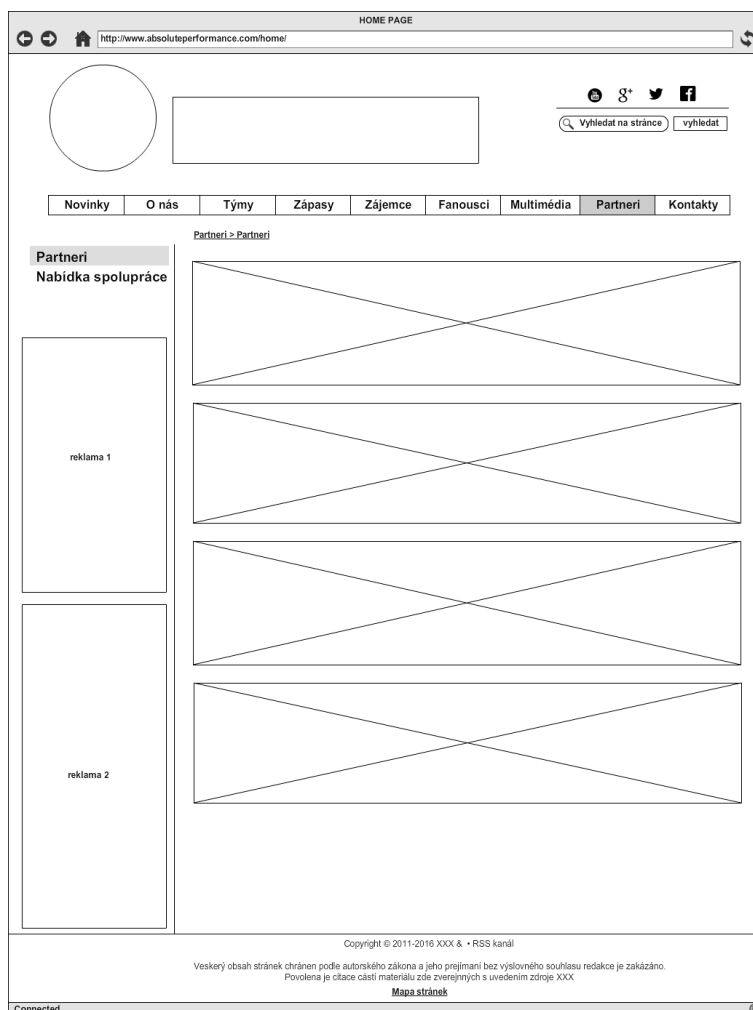 HOME PAGE
http://www.absoluteperformance.com/home/
Vyhledat na stránce
vyhledat
Novinky O nás Týmy Zápasy Zájemce Fanousci Multimédia Partneri Kontakty
Partneri > Partneri
Partneri
Nabídka spolupráce
reklama 1
reklama 2
Copyright © 2011-2016 XXX & • RSS kanál
Veskerý obsah stránek chránen podle autorského zákona a jeho prejímaní bez výslovného souhlasu redakce je zakázáno.
Povolena je citace cástí materiálu zde zverejnných s uvedením zdroje XXX
Mapa stránek
Connected